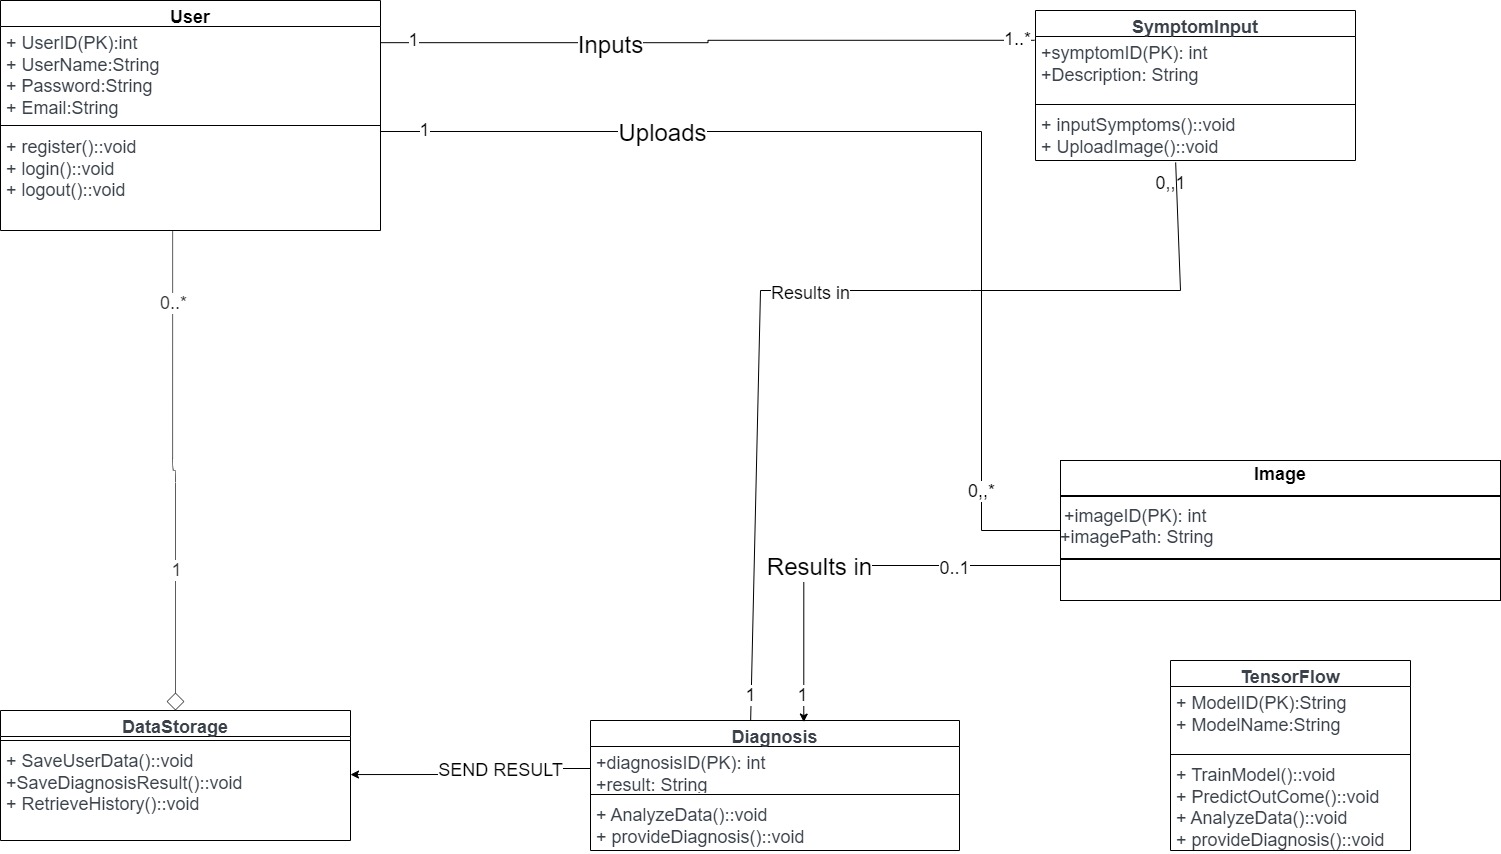 User
+ UserID(PK):int
+ UserName:String
+ Password:String
+ Email:String
+ register()::void
+ login()::void
+ logout()::void
1
Inputs
1..*
SymptomInput
+symptomID(PK): int
+Description: String
+ inputSymptoms()::void
+ UploadImage()::void
1
Uploads
0,,1
Results in
0..*
0,,*
Image
+imageID(PK): int
+imagePath: String
Results in
0..1
1
1
1
DataStorage
+ SaveUserData()::void
+SaveDiagnosisResult()::void
+ RetrieveHistory()::void
SEND RESULT
Diagnosis
+diagnosisID(PK): int
+result: String
+ AnalyzeData()::void
+ provideDiagnosis()::void
TensorFlow
+ ModelID(PK):String
+ ModelName:String
+ TrainModel()::void
+ PredictOutCome()::void
+ AnalyzeData()::void
+ provideDiagnosis()::void